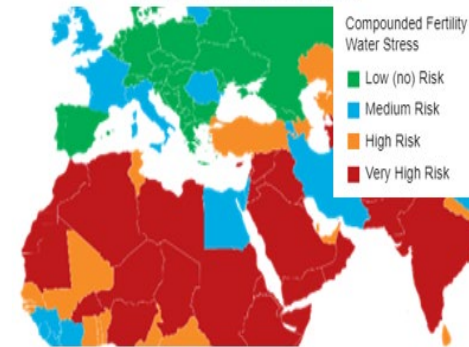 Compounded Fertility
Water Stress
Low (no) Risk
Medium Risk
High Risk
Very High Risk